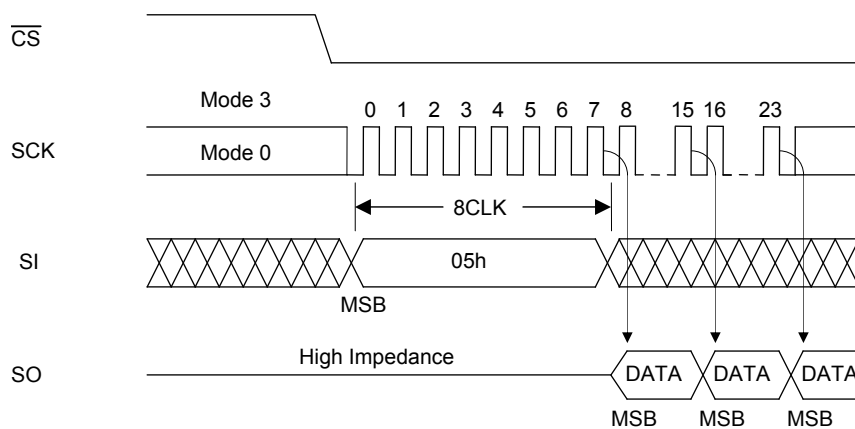 CS
Mode 3
0 1 2 3 4 5 6 7 8 15 16 23
SCK
Mode 0
8CLK
SI
05h
MSB
High Impedance
SO
DATA DATA DATA
MSB MSB MSB